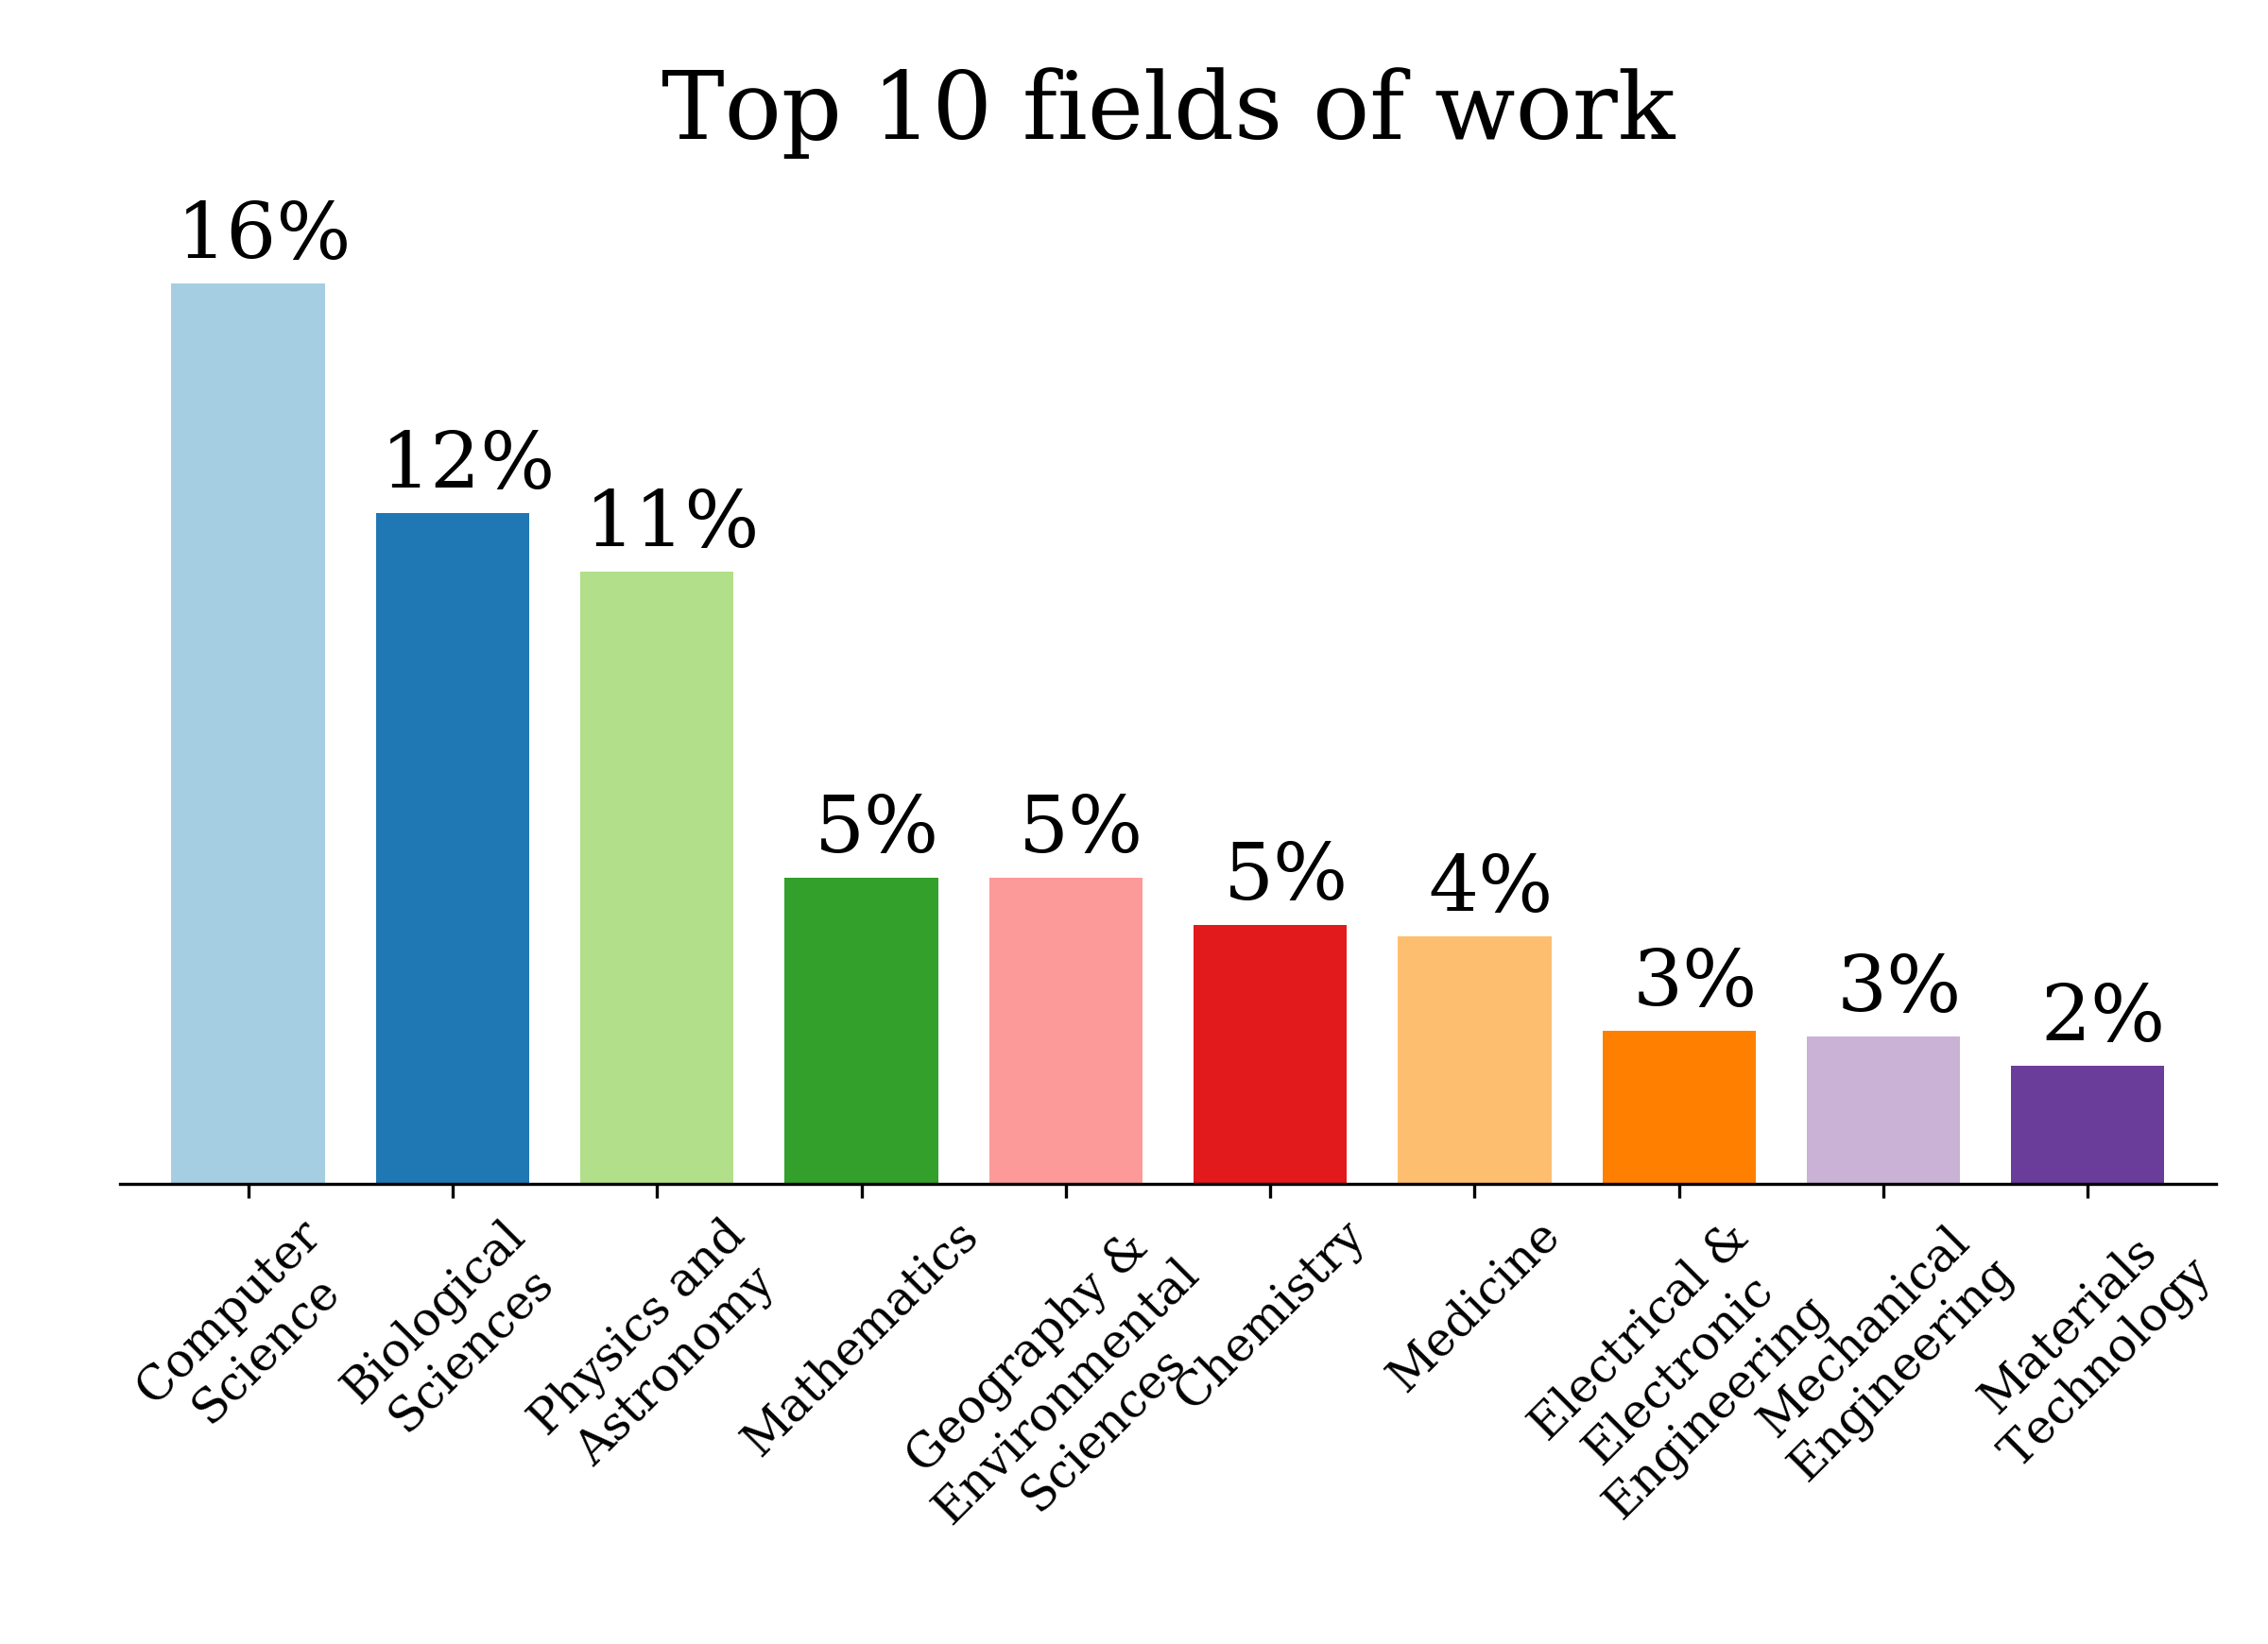 Top 10 fields of work
16%
12%
11%
5%
5%
5%
4%
3%
3%
2%
Computer
Science
Biological
Sciences
Physics and
Astronomy
Mathematics
Geography &
Environmental
Sciences
Chemistry
Medicine
Electrical &
Electronic
Engineering
Mechanical
Engineering
Materials
Technology